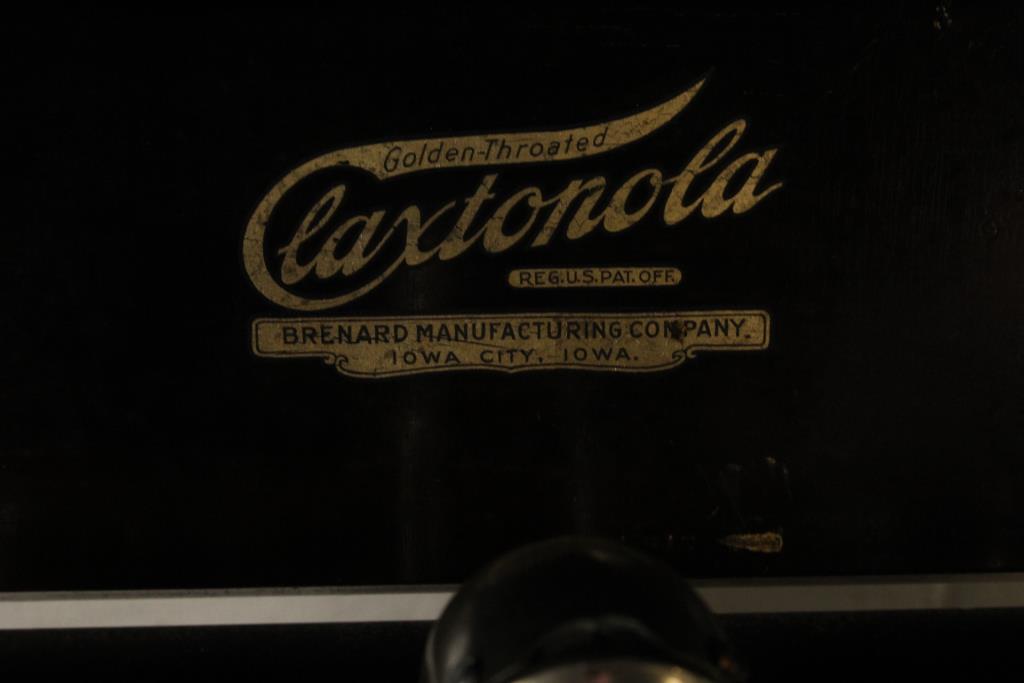 Golden-Throated
Claxtonola
REG.U.S.PAT.OFF.
BRENARD MANUFACTURING COMPANY.
IOWA CITY, IOWA.